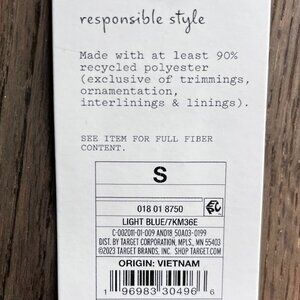 responsible style
Made with at least 90%
recycled polyester
(exclusive of trimmings,
ornamentation,
interlinings & linings).
SEE ITEM FOR FULL FIBER
CONTENT.
S
018 01 8750
LIGHT BLUE/7KM36E
C-002011-01-009 AND18 50A03-0199
DIST. BY TARGET CORPORATION, MPLS., MN 55403
©2023 TARGET BRANDS, INC. SHOP TARGET.COM
ORIGIN: VIETNAM
1 96983 30496 6